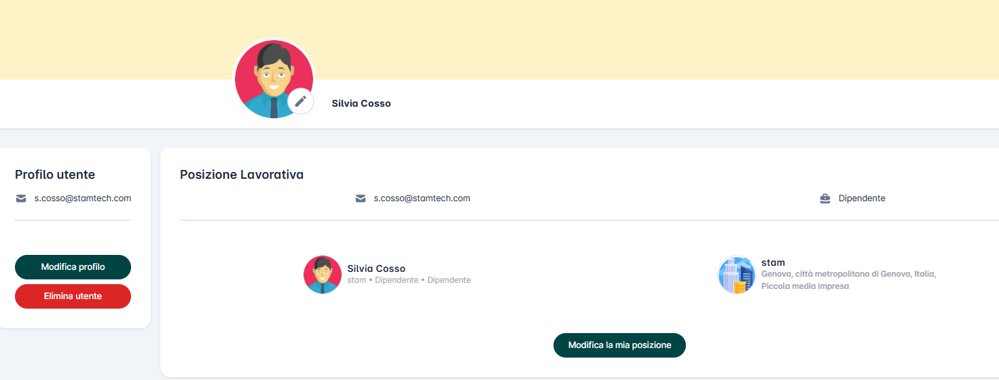 Silvia Cosso
Profilo utente
s.cosso@stamtech.com
Modifica profilo
Elimina utente
Posizione Lavorativa
s.cosso@stamtech.com
Dipendente
Silvia Cosso
stam • Dipendente • Dipendente
stam
Genova, città metropolitana di Genova, Italia,
Piccola media impresa
Modifica la mia posizione